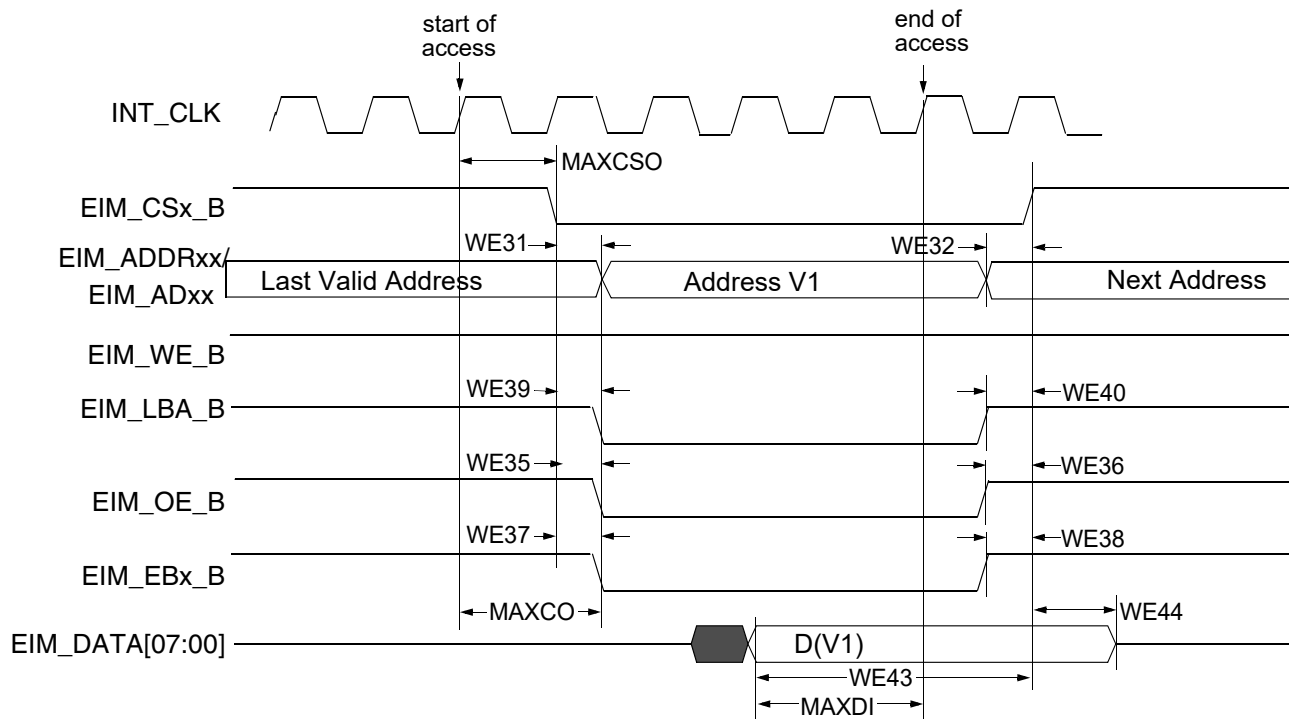 start of
access
end of
access
INT_CLK
MAXCSO
EIM_CSx_B
WE31
WE32
EIM_ADDRxx/
EIM_ADxx
Last Valid Address
Address V1
Next Address
EIM_WE_B
WE39
WE40
EIM_LBA_B
WE35
WE36
EIM_OE_B
WE37
WE38
EIM_EBx_B
MAXCO
WE44
EIM_DATA[07:00]
D(V1)
WE43
MAXDI